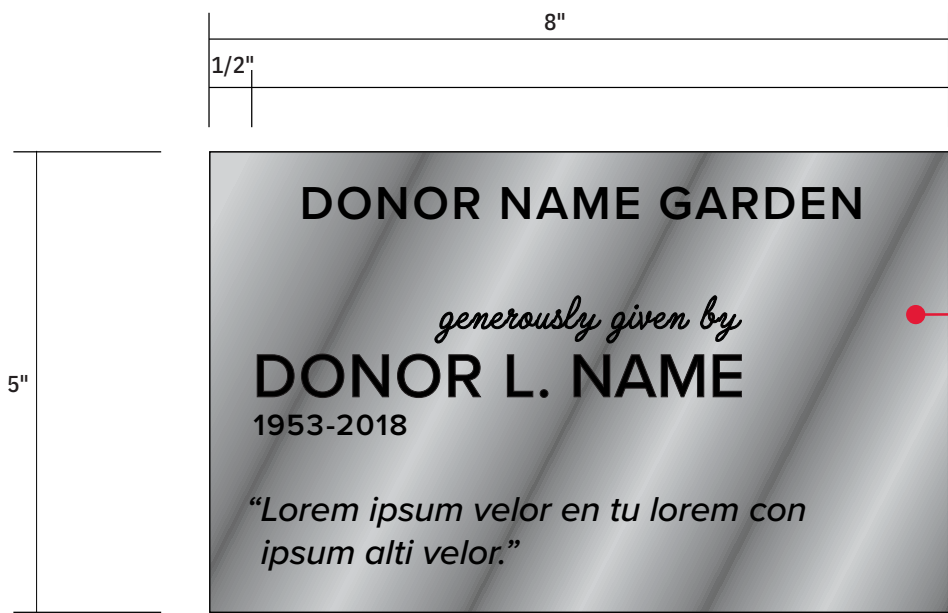 8"
1/2"
DONOR NAME GARDEN
generously given by
5"
DONOR L. NAME
1953-2018
“Lorem ipsum velor en tu lorem con
ipsum alti velor.”